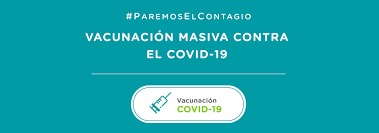 #ParemosElContagio
VACUNACIÓN MASIVA CONTRA
EL COVID-19
Vacunación
COVID-19